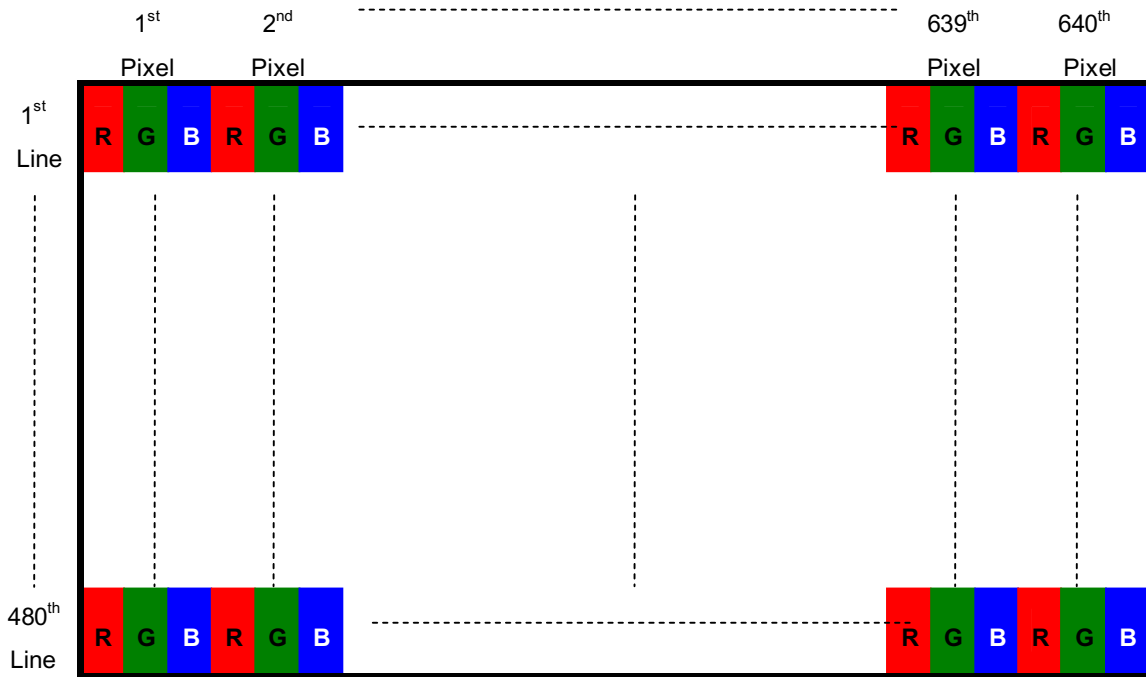 1st 2nd 639th 640th
Pixel Pixel Pixel Pixel
1st
Line
R G B R G B R G B R G B
480th
Line
R G B R G B R G B R G B